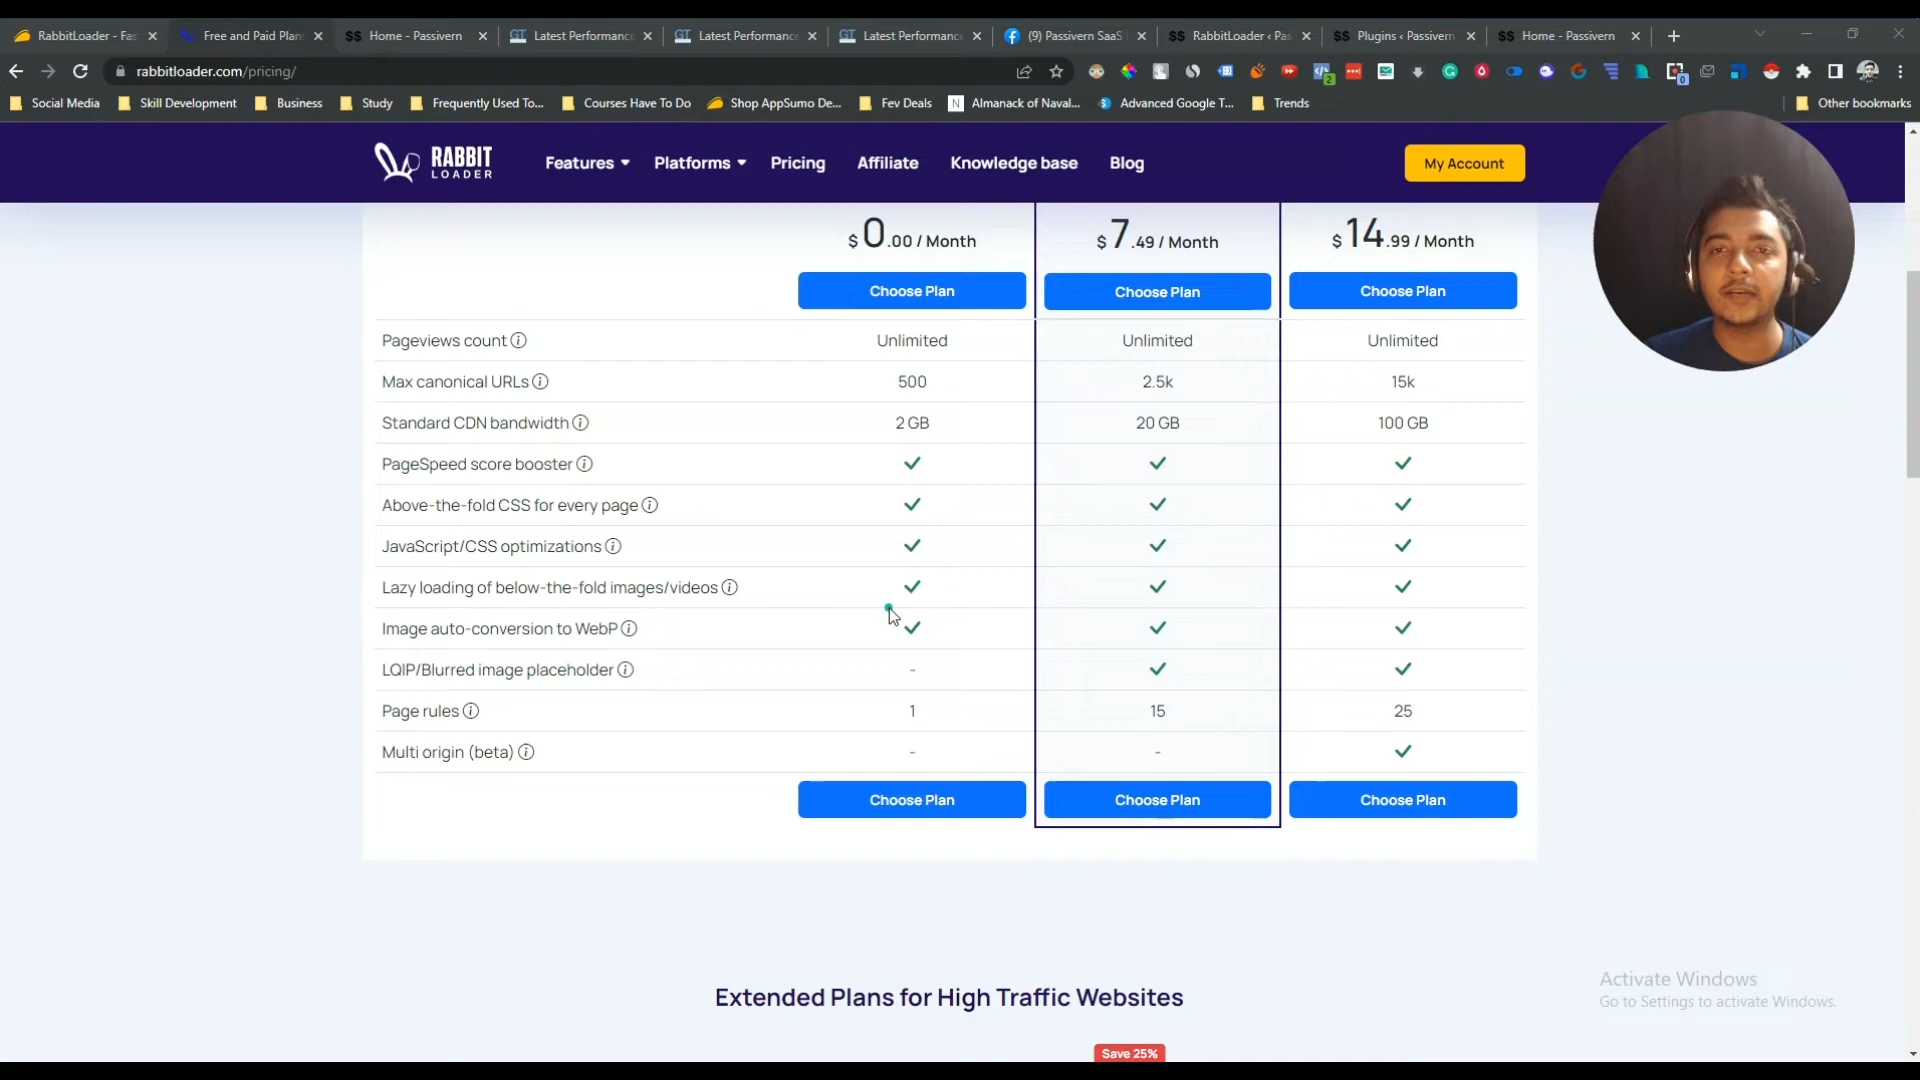 RabbitLoader - Fas
Free and Paid Plan
Home - Passivern
Latest Performance
Latest Performance
Latest Performance
(9) Passivern SaaS
RabbitLoader ‹ Pas
Plugins ‹ Passivern
Home - Passivern
rabbitloader.com/pricing/
Social Media
Skill Development
Business
Study
Frequently Used To...
Courses Have To Do
Shop AppSumo De...
Fev Deals
Almanack of Naval...
Advanced Google T...
Trends
Other bookmarks
RABBIT
LOADER
Features
Platforms
Pricing
Affiliate
Knowledge base
Blog
My Account
$ 0.00 / Month
$ 7.49 / Month
$ 14.99 / Month
Choose Plan
Choose Plan
Choose Plan
Pageviews count Unlimited Unlimited Unlimited
Max canonical URLs 500 2.5k 15k
Standard CDN bandwidth 2 GB 20 GB 100 GB
PageSpeed score booster
Above-the-fold CSS for every page
JavaScript/CSS optimizations
Lazy loading of below-the-fold images/videos
Image auto-conversion to WebP
LQIP/Blurred image placeholder -
Page rules 1 15 25
Multi origin (beta) - -
Choose Plan
Choose Plan
Choose Plan
Extended Plans for High Traffic Websites
Save 25%
Activate Windows
Go to Settings to activate Windows.